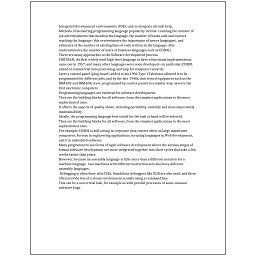 Integrated development environments (IDEs) aim to integrate all such help.
Methods of measuring programming language popularity include: counting the number of
job advertisements that mention the language, the number of books sold and courses
teaching the language (this overestimates the importance of newer languages), and
estimates of the number of existing lines of code written in the language (this
underestimates the number of users of business languages such as COBOL).
There are many approaches to the Software development process.
FORTRAN, the first widely used high-level language to have a functional implementation,
came out in 1957, and many other languages were soon developed—in particular, COBOL
aimed at commercial data processing, and Lisp for computer research.
Later a control panel (plug board) added to his 1906 Type I Tabulator allowed it to be
programmed for different jobs, and by the late 1940s, unit record equipment such as the
IBM 602 and IBM 604, were programmed by control panels in a similar way, as were the
first electronic computers.
Programming languages are essential for software development.
They are the building blocks for all software, from the simplest applications to the most
sophisticated ones.
It affects the aspects of quality above, including portability, usability and most importantly
maintainability.
Ideally, the programming language best suited for the task at hand will be selected.
They are the building blocks for all software, from the simplest applications to the most
sophisticated ones.
For example, COBOL is still strong in corporate data centers often on large mainframe
computers, Fortran in engineering applications, scripting languages in Web development,
and C in embedded software.
Many programmers use forms of Agile software development where the various stages of
formal software development are more integrated together into short cycles that take a few
weeks rather than years.
However, because an assembly language is little more than a different notation for a
machine language, two machines with different instruction sets also have different
assembly languages.
Debugging is often done with IDEs. Standalone debuggers like GDB are also used, and these
often provide less of a visual environment, usually using a command line.
This can be a non-trivial task, for example as with parallel processes or some unusual
software bugs.